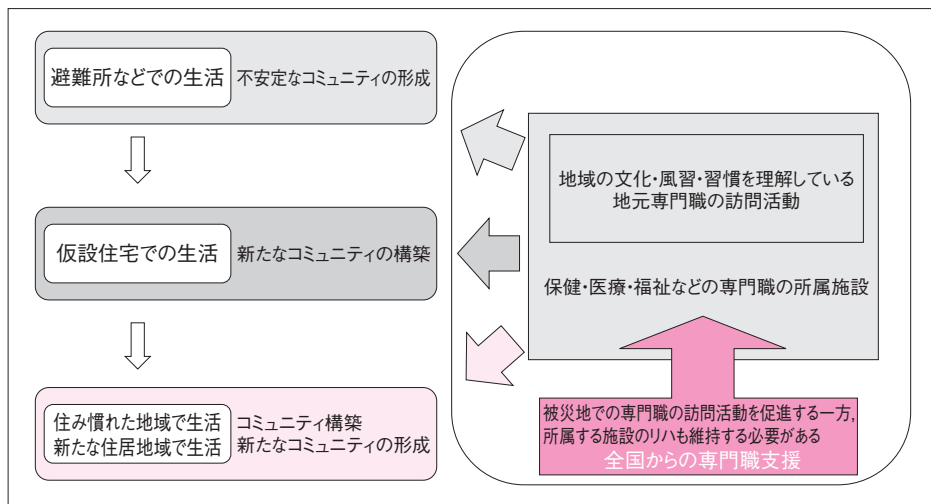 避難所などでの生活 不安定なコミュニティの形成
仮設住宅での生活 新たなコミュニティの構築
住み慣れた地域で生活 コミュニティ構築
新たな住居地域で生活 新たなコミュニティの形成
地域の文化・風習・習慣を理解している
地元専門職の訪問活動
保健・医療・福祉などの専門職の所属施設
被災地での専門職の訪問活動を促進する一方,
所属する施設のリハも維持する必要がある
全国からの専門職支援